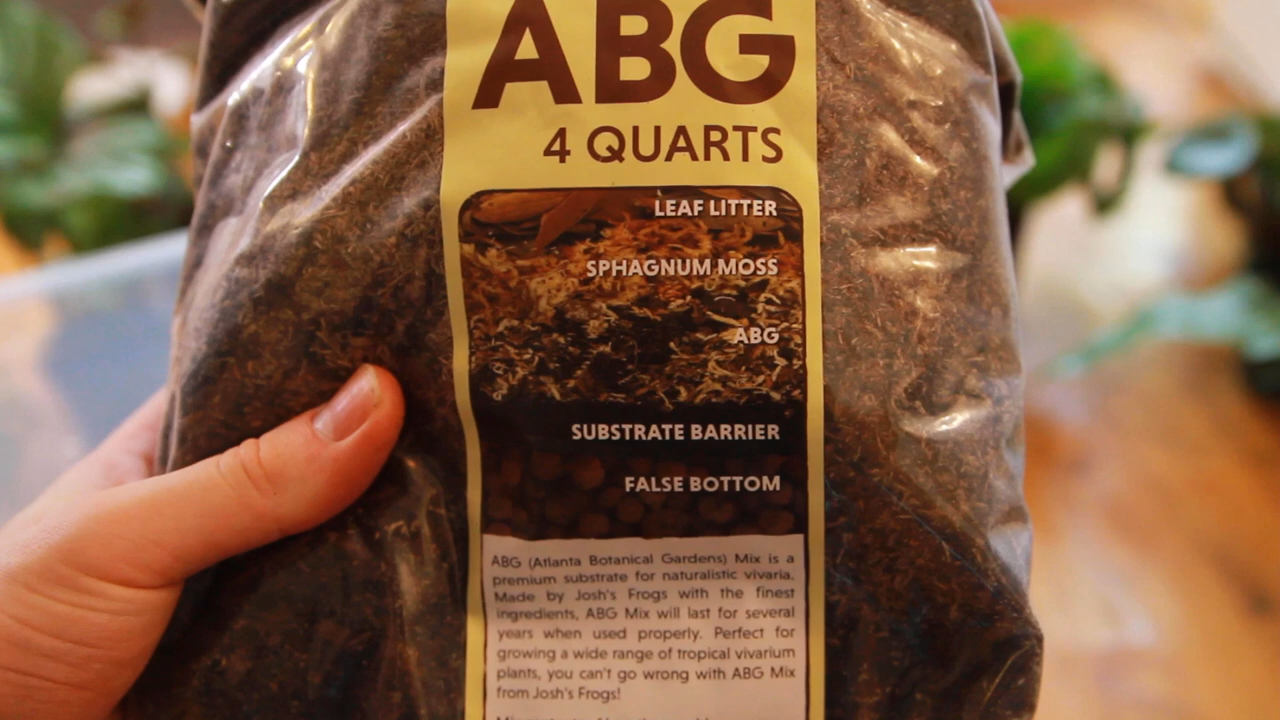 ABG
4 QUARTS
LEAF LITTER
SPHAGNUM MOSS
ABG
SUBSTRATE BARRIER
FALSE BOTTOM
ABG (Atlanta Botanical Gardens) Mix is a
premium substrate for naturalistic vivaria.
Made by Josh's Frogs with the finest
ingredients, ABG Mix will last for several
years when used properly. Perfect for
growing a wide range of tropical vivarium
plants, you can't go wrong with ABG Mix
from Josh's Frogs!